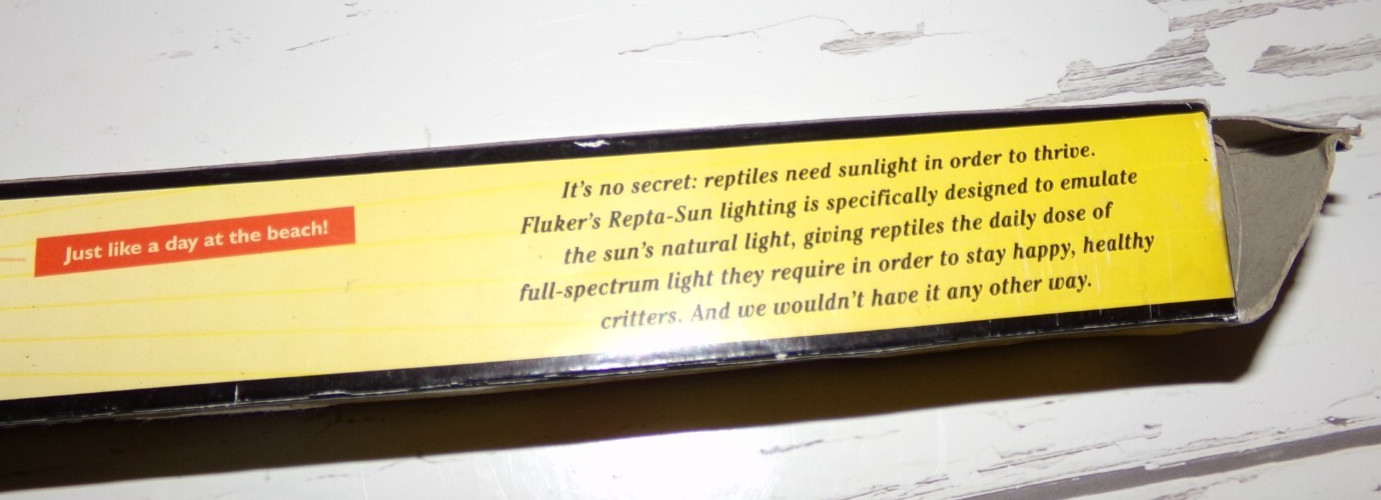 Just like a day at the beach!
It's no secret: reptiles need sunlight in order to thrive.
Fluker's Repta-Sun lighting is specifically designed to emulate
the sun's natural light, giving reptiles the daily dose of
full-spectrum light they require in order to stay happy, healthy
critters. And we wouldn't have it any other way.